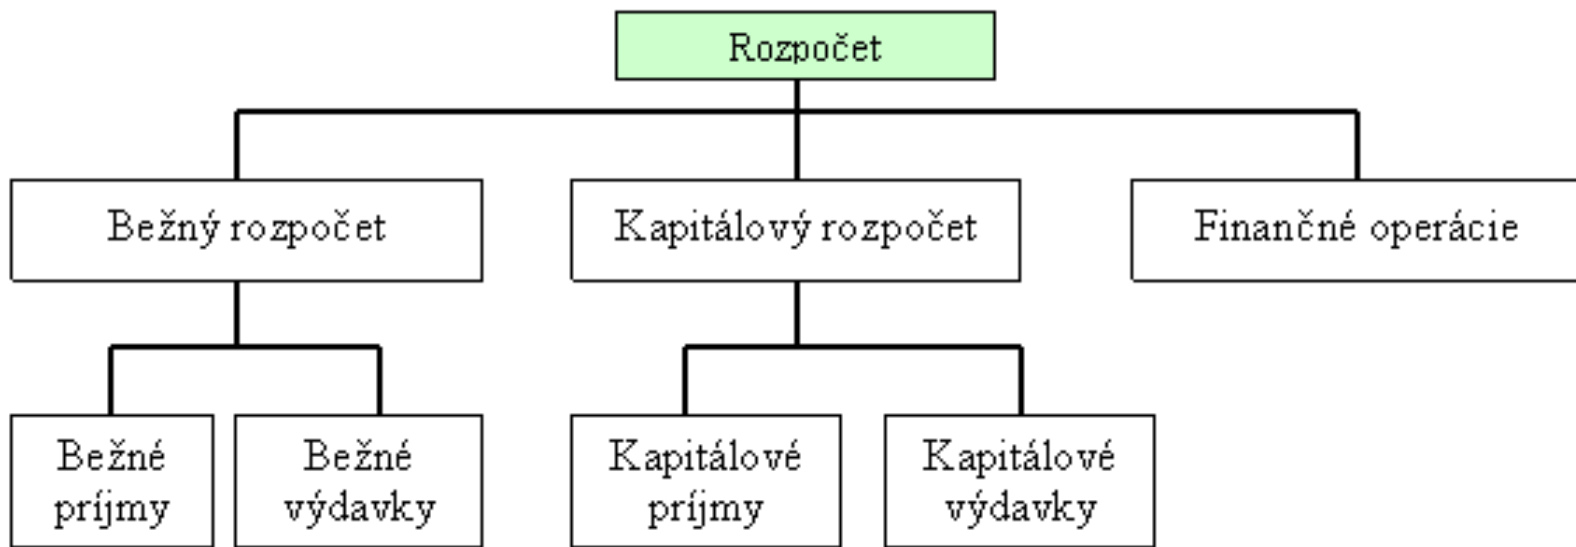 Rozpočet
Bežný rozpočet
Kapitálový rozpočet
Finančné operácie
Bežné
príjmy
Bežné
výdavky
Kapitálové
príjmy
Kapitálové
výdavky